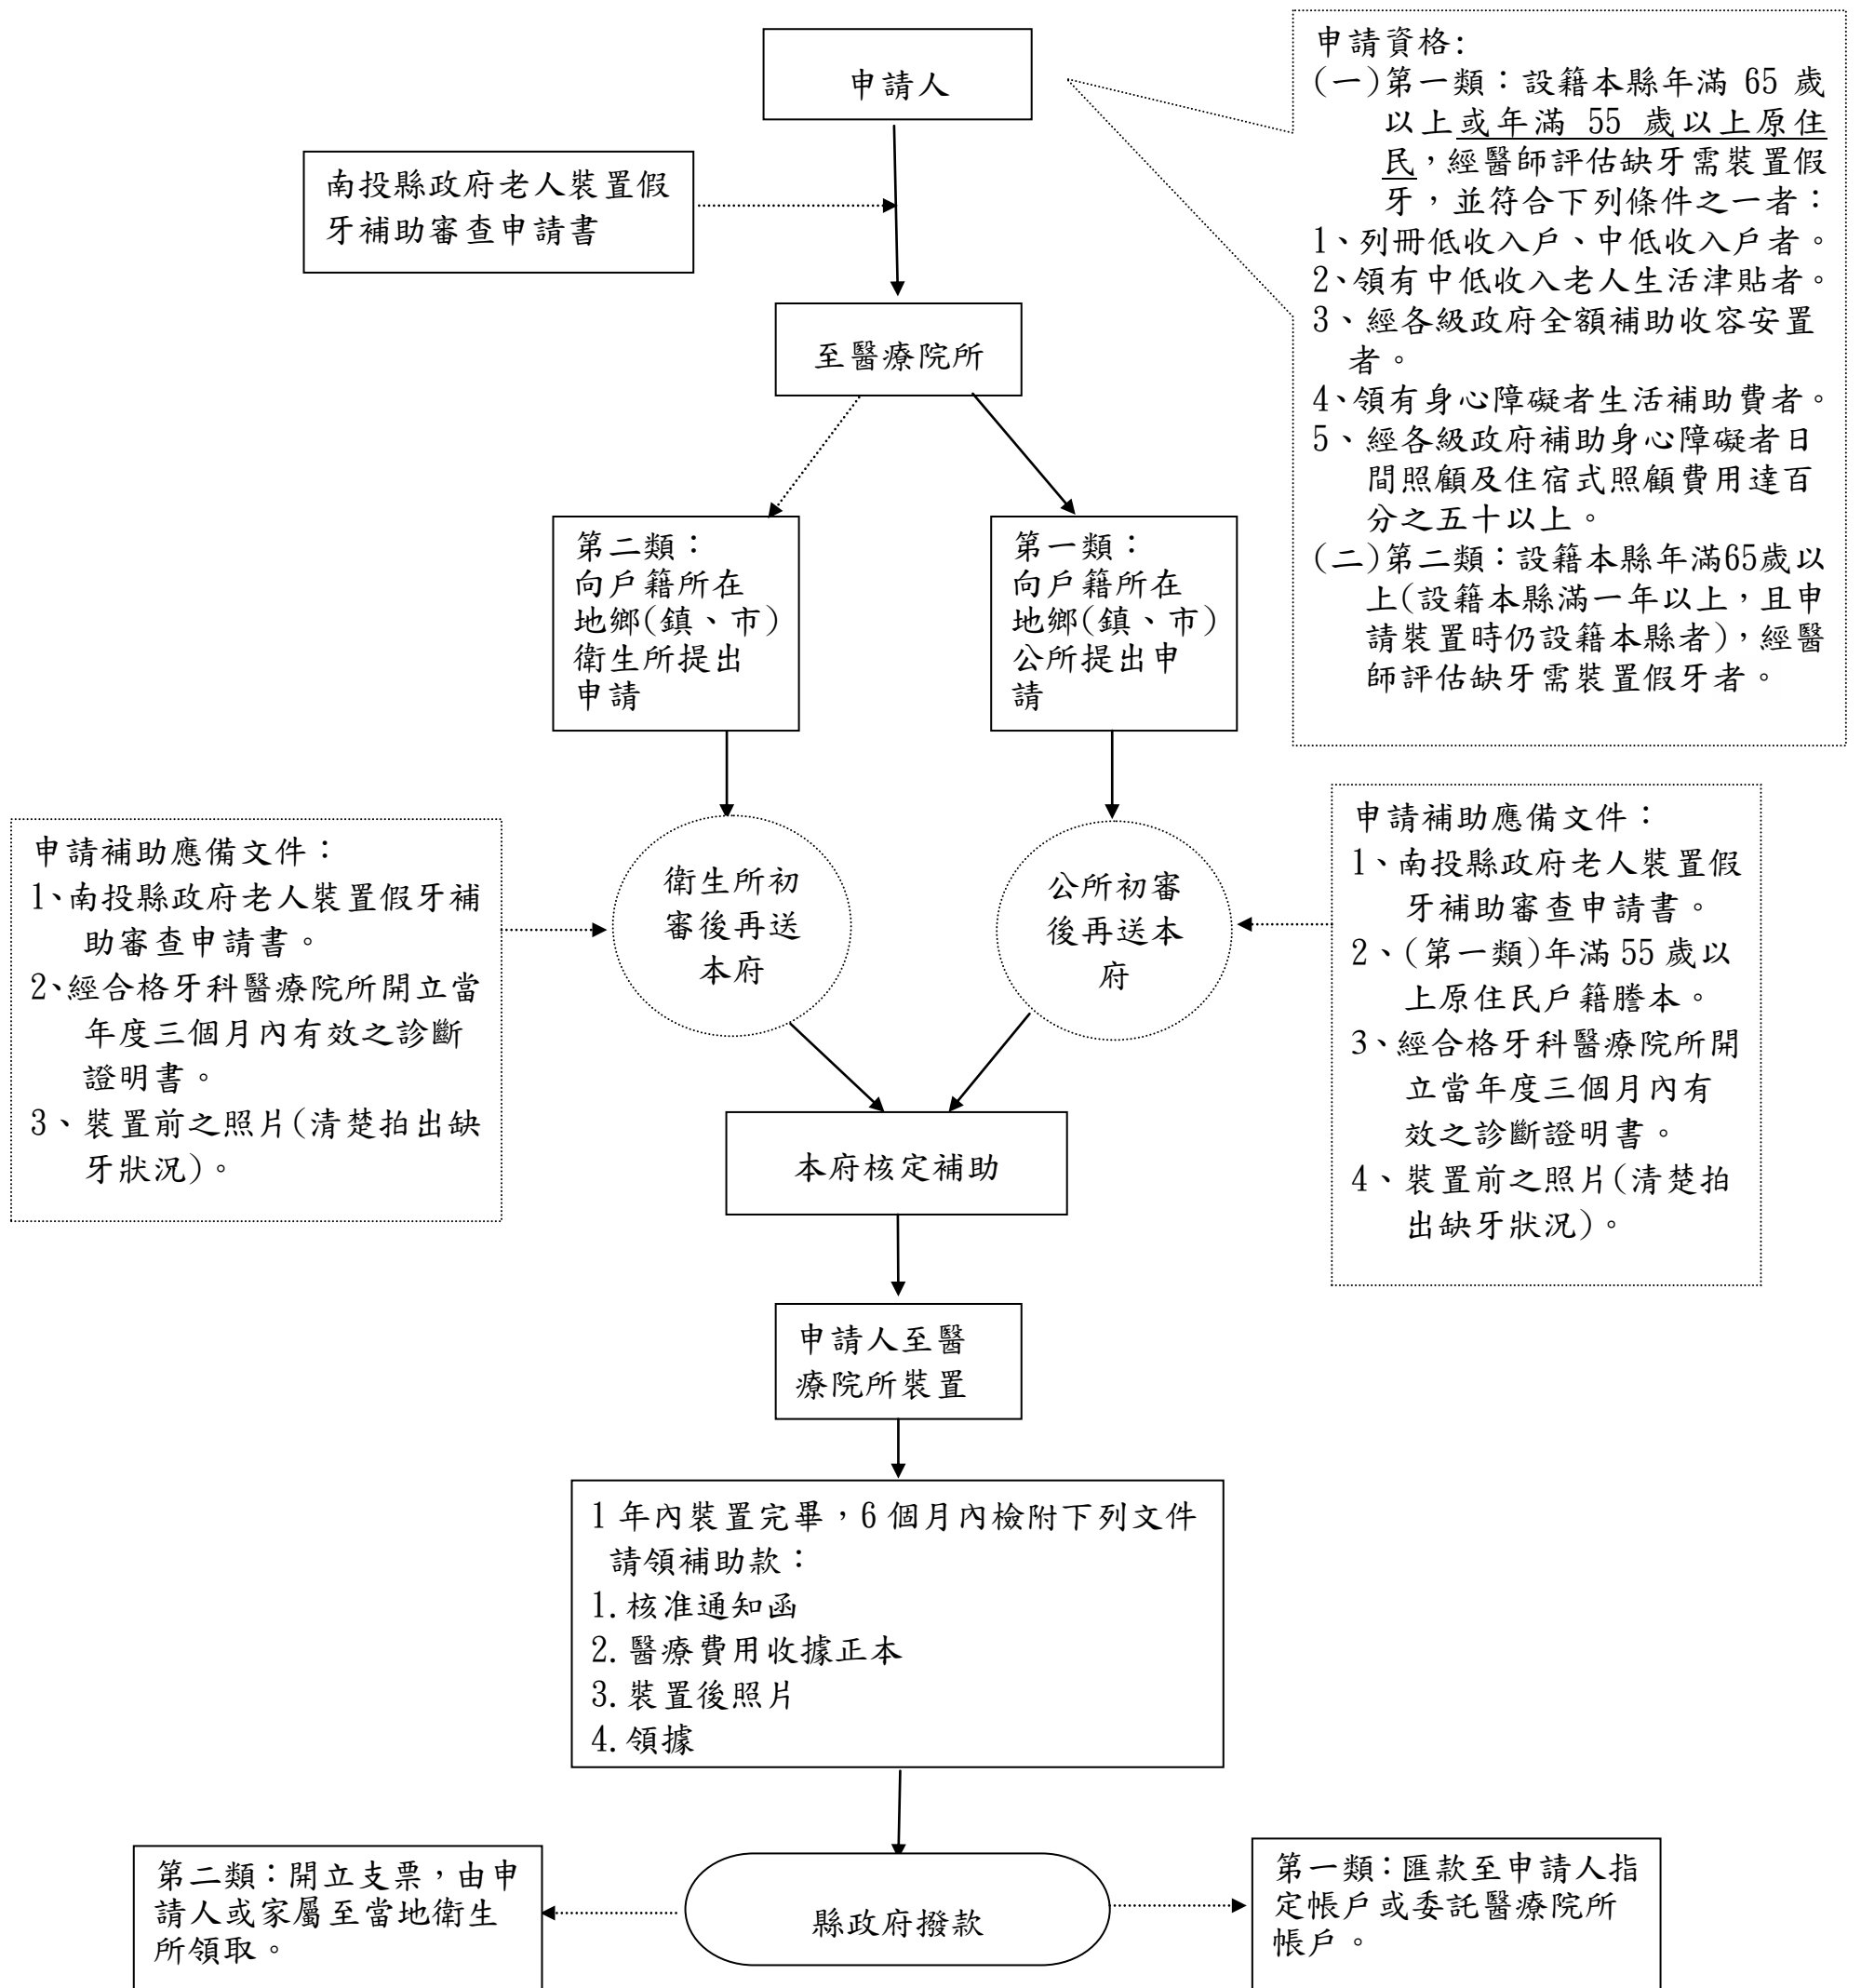 申請人
南投縣政府老人裝置假
牙補助審查申請書
申請資格:
(一)第一類：設籍本縣年滿 65 歲
以上或年滿 55 歲以上原住
民，經醫師評估缺牙需裝置假
牙，並符合下列條件之一者：
1、列冊低收入戶、中低收入戶者。
2、領有中低收入老人生活津貼者。
3、經各級政府全額補助收容安置
者。
4、領有身心障礙者生活補助費者。
5、經各級政府補助身心障礙者日
間照顧及住宿式照顧費用達百
分之五十以上。
(二)第二類：設籍本縣年滿65歲以
上(設籍本縣滿一年以上，且申
請裝置時仍設籍本縣者)，經醫
師評估缺牙需裝置假牙者。
至醫療院所
第二類：
向戶籍所在
地鄉(鎮、市)
衛生所提出
申請
第一類：
向戶籍所在
地鄉(鎮、市)
公所提出申
請
申請補助應備文件：
1、南投縣政府老人裝置假牙補
助審查申請書。
2、經合格牙科醫療院所開立當
年度三個月內有效之診斷
證明書。
3、裝置前之照片(清楚拍出缺
牙狀況)。
衛生所初
審後再送
本府
公所初審
後再送本
府
申請補助應備文件：
1、南投縣政府老人裝置假
牙補助審查申請書。
2、(第一類)年滿 55 歲以
上原住民戶籍謄本。
3、經合格牙科醫療院所開
立當年度三個月內有
效之診斷證明書。
4、裝置前之照片(清楚拍
出缺牙狀況)。
本府核定補助
申請人至醫
療院所裝置
1 年內裝置完畢，6 個月內檢附下列文件
請領補助款：
1.核准通知函
2.醫療費用收據正本
3.裝置後照片
4.領據
第二類：開立支票，由申
請人或家屬至當地衛生
所領取。
縣政府撥款
第一類：匯款至申請人指
定帳戶或委託醫療院所
帳戶。